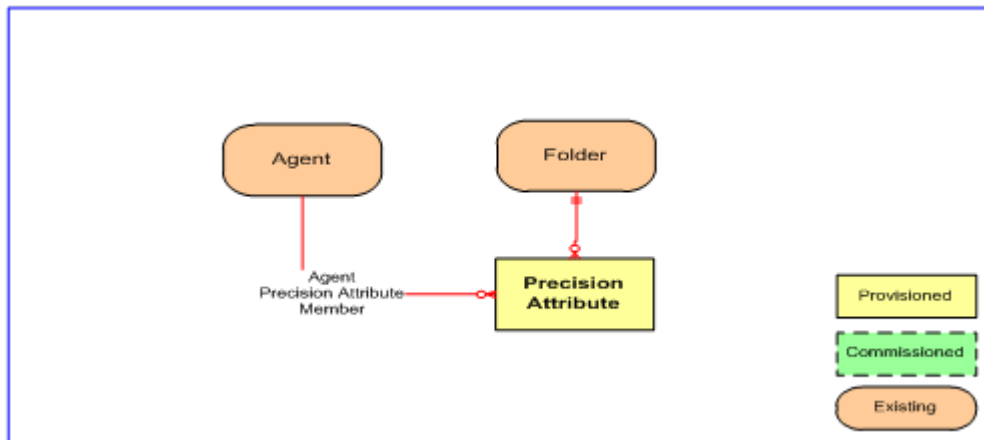 Agent
Folder
Agent
Precision Attribute
Member
Precision
Attribute
Provisioned
Commissioned
Existing